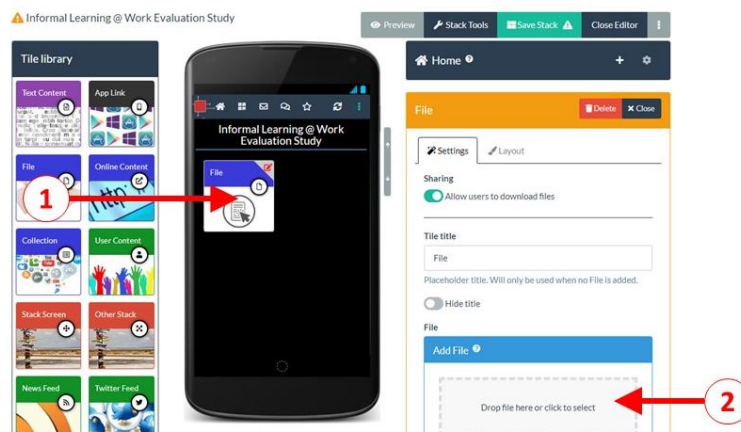 Informal Learning @ Work Evaluation Study
Preview
Stack Tools
Save Stack
Close Editor
Tile library
Text Content
App Link
File
Online Content
Collection
User Content
Stack Screen
Other Stack
News Feed
Twitter Feed
1
Informal Learning @ Work
Evaluation Study
File
Home
File
Delete
Close
Settings
Layout
Sharing
Allow users to download files
Tile title
File
Placeholder title. Will only be used when no File is added.
Hide title
File
Add File
Drop file here or click to select
2